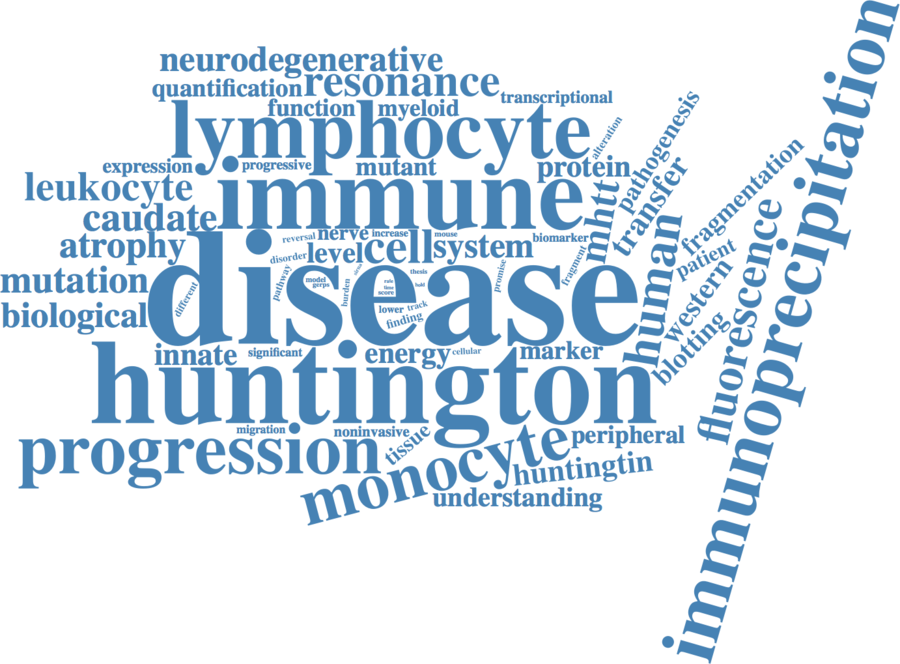 neurodegenerative
quantification
resonance
transcriptional
function
myeloid
lymphocyte
alteration
pathogenesis
expression
progressive
mutant
protein
leukocyte
immune
mhtt
transfer
fragmentation
immunoprecipitation
caudate
atrophy
reversal
nerve
increase
mouse
biomarker
human
patient
fluorescence
disorder
level
cell
system
fragment
western
mutation
disease
pathway
model
gerps
burden
thesis
hold
promise
biological
different
score
lower
track
finding
blotting
innate
significant
energy
cellular
marker
huntington
migration
noninvasive
tissue
monocyte
peripheral
progression
huntingtin
understanding